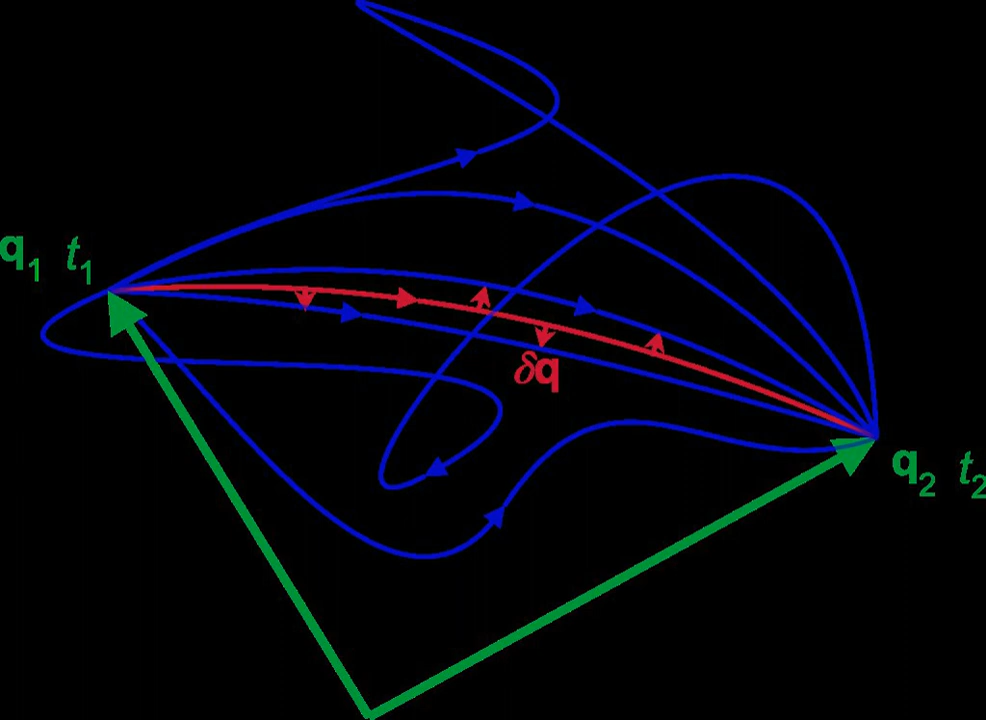 q₁ t₁
δq
q₂ t₂